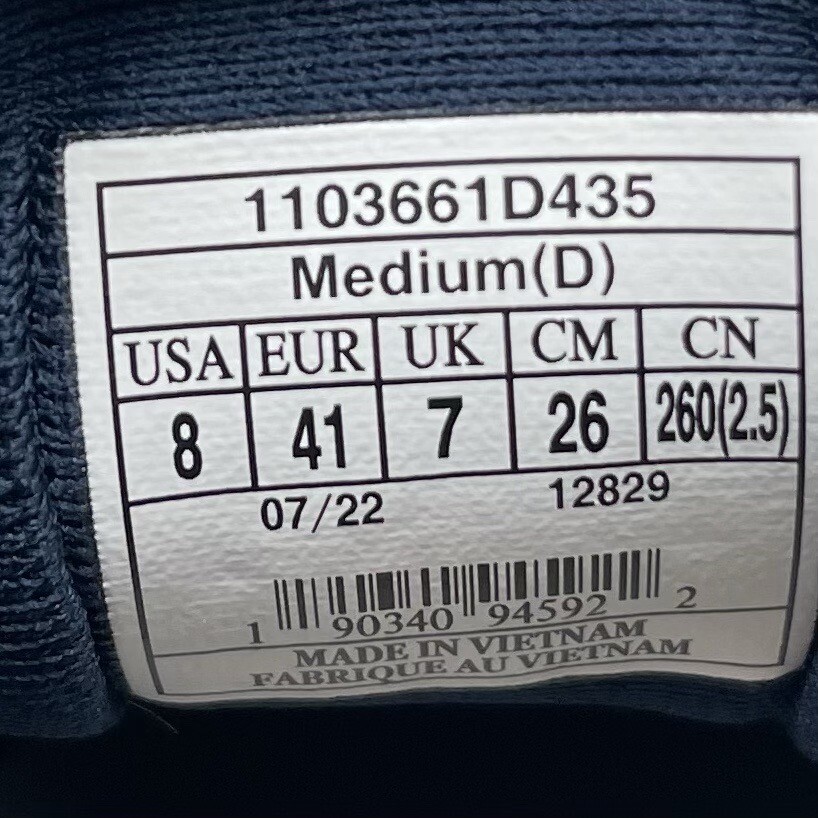 1103661D435
Medium(D)
USA EUR UK CM CN
8 41 7 26 260(2.5)
07/22 12829
1 90340 94592 2
MADE IN VIETNAM
FABRIQUE AU VIETNAM